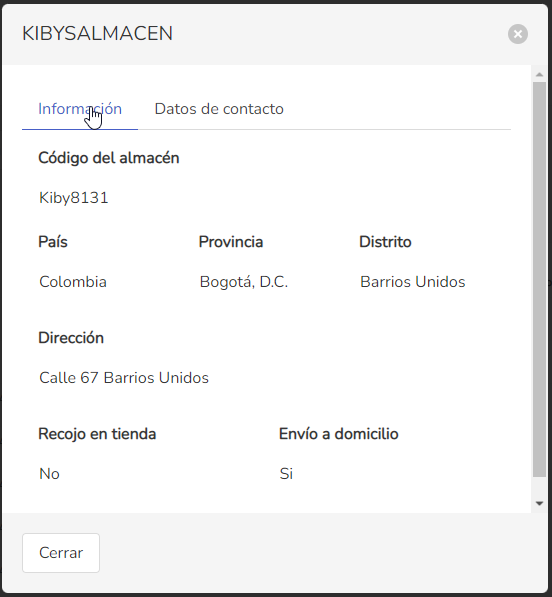 KIBYSALMACEN
Información Datos de contacto
Código del almacén
Kiby8131
País Provincia Distrito
Colombia Bogotá, D.C. Barrios Unidos
Dirección
Calle 67 Barrios Unidos
Recojo en tienda Envío a domicilio
No Si
Cerrar